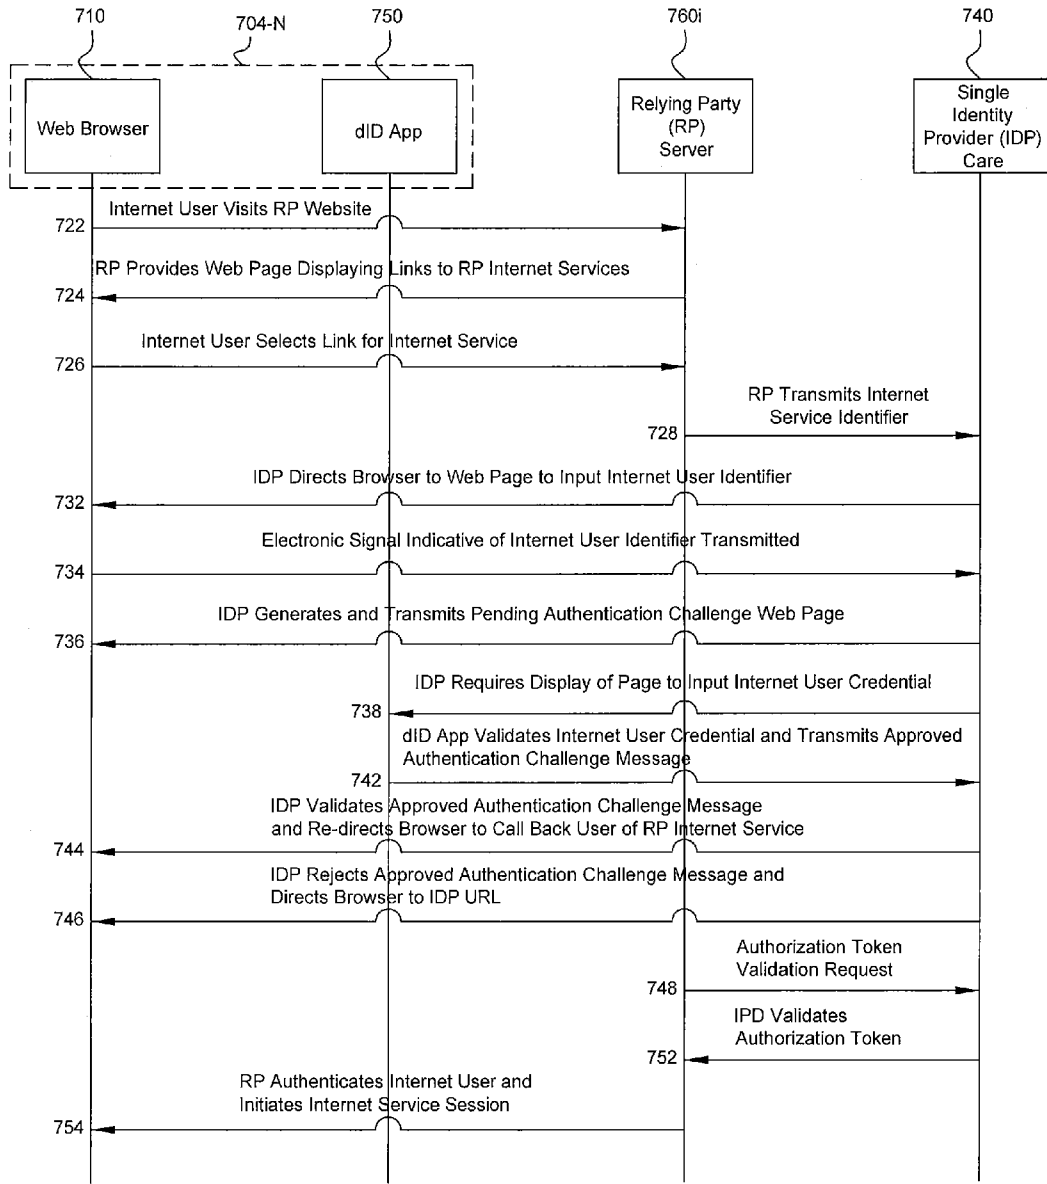 710
704-N
750
760i
740
Web Browser
dID App
Relying Party
(RP)
Server
Single
Identity
Provider (IDP)
Care
Internet User Visits RP Website
722
RP Provides Web Page Displaying Links to RP Internet Services
724
Internet User Selects Link for Internet Service
726
RP Transmits Internet
Service Identifier
728
IDP Directs Browser to Web Page to Input Internet User Identifier
732
Electronic Signal Indicative of Internet User Identifier Transmitted
734
IDP Generates and Transmits Pending Authentication Challenge Web Page
736
IDP Requires Display of Page to Input Internet User Credential
738
dID App Validates Internet User Credential and Transmits Approved
Authentication Challenge Message
742
IDP Validates Approved Authentication Challenge Message
and Re-directs Browser to Call Back User of RP Internet Service
744
IDP Rejects Approved Authentication Challenge Message and
Directs Browser to IDP URL
746
Authorization Token
Validation Request
748
IPD Validates
Authorization Token
752
RP Authenticates Internet User and
Initiates Internet Service Session
754